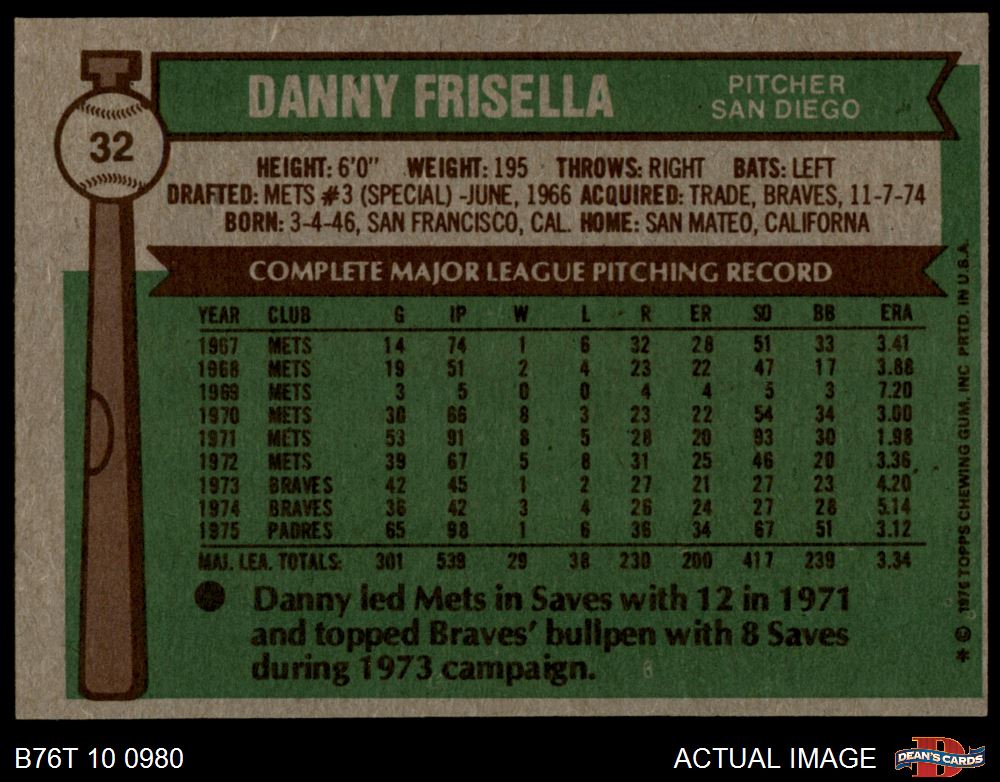 DANNY FRISELLA
PITCHER
SAN DIEGO
32
HEIGHT: 6'0" WEIGHT: 195 THROWS: RIGHT BATS: LEFT
DRAFTED: METS #3 (SPECIAL) -JUNE, 1966 ACQUIRED: TRADE, BRAVES, 11-7-74
BORN: 3-4-46, SAN FRANCISCO, CAL. HOME: SAN MATEO, CALIFORNA
COMPLETE MAJOR LEAGUE PITCHING RECORD
YEAR CLUB G IP W L R ER SO BB ERA
1967 METS 14 74 1 6 32 28 51 33 3.41
1968 METS 19 51 2 4 23 22 47 17 3.88
1969 METS 3 5 0 0 4 4 5 3 7.20
1970 METS 30 66 8 3 23 22 54 34 3.00
1971 METS 53 91 8 5 28 20 93 30 1.98
1972 METS 39 67 5 8 31 25 46 20 3.36
1973 BRAVES 42 45 1 2 27 21 27 23 4.20
1974 BRAVES 36 42 3 4 26 24 27 28 5.14
1975 PADRES 65 98 1 6 36 34 67 51 3.12
MAJ. LEA. TOTALS: 301 539 29 38 230 200 417 239 3.34
● Danny led Mets in Saves with 12 in 1971
and topped Braves' bullpen with 8 Saves
during 1973 campaign.
* © 1976 TOPPS CHEWING GUM, INC PRTD. IN U.S.A.
B76T 10 0980
ACTUAL IMAGE
D
DEAN'S CARDS